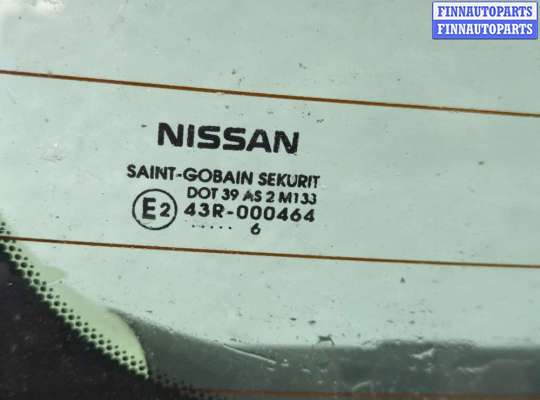 FINNAUTOPARTS
FINNAUTOPARTS
NISSAN
SAINT-GOBAIN SEKURIT
DOT 39 AS 2 M133
E2 43R-000464
..... 6